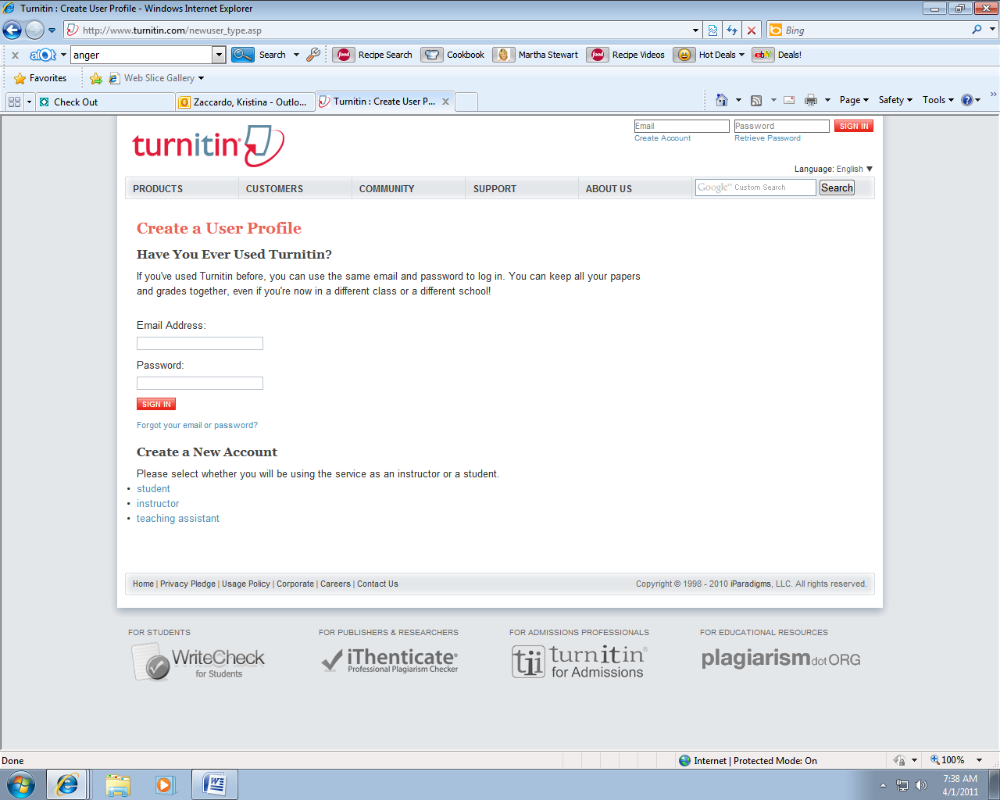 Turnitin : Create User Profile - Windows Internet Explorer
http://www.turnitin.com/newuser_type.asp
Bing
alot anger Search food Recipe Search Cookbook Martha Stewart food Recipe Videos Hot Deals ebY Deals!
Favorites Web Slice Gallery
Check Out Zaccardo, Kristina - Outlo... Turnitin : Create User P... Page Safety Tools
turnitin
Email Password SIGN IN
Create Account Retrieve Password
Language: English
PRODUCTS CUSTOMERS COMMUNITY SUPPORT ABOUT US Google™ Custom Search Search
Create a User Profile
Have You Ever Used Turnitin?
If you've used Turnitin before, you can use the same email and password to log in. You can keep all your papers
and grades together, even if you're now in a different class or a different school!
Email Address:
Password:
SIGN IN
Forgot your email or password?
Create a New Account
Please select whether you will be using the service as an instructor or a student.
• student
• instructor
• teaching assistant
Home | Privacy Pledge | Usage Policy | Corporate | Careers | Contact Us Copyright © 1998 - 2010 iParadigms, LLC. All rights reserved.
FOR STUDENTS FOR PUBLISHERS & RESEARCHERS FOR ADMISSIONS PROFESSIONALS FOR EDUCATIONAL RESOURCES
WriteCheck
for Students
iThenticate®
Professional Plagiarism Checker
tii turnitin®
for Admissions
plagiarismdotORG
Done Internet | Protected Mode: On 100%
7:38 AM
4/1/2011